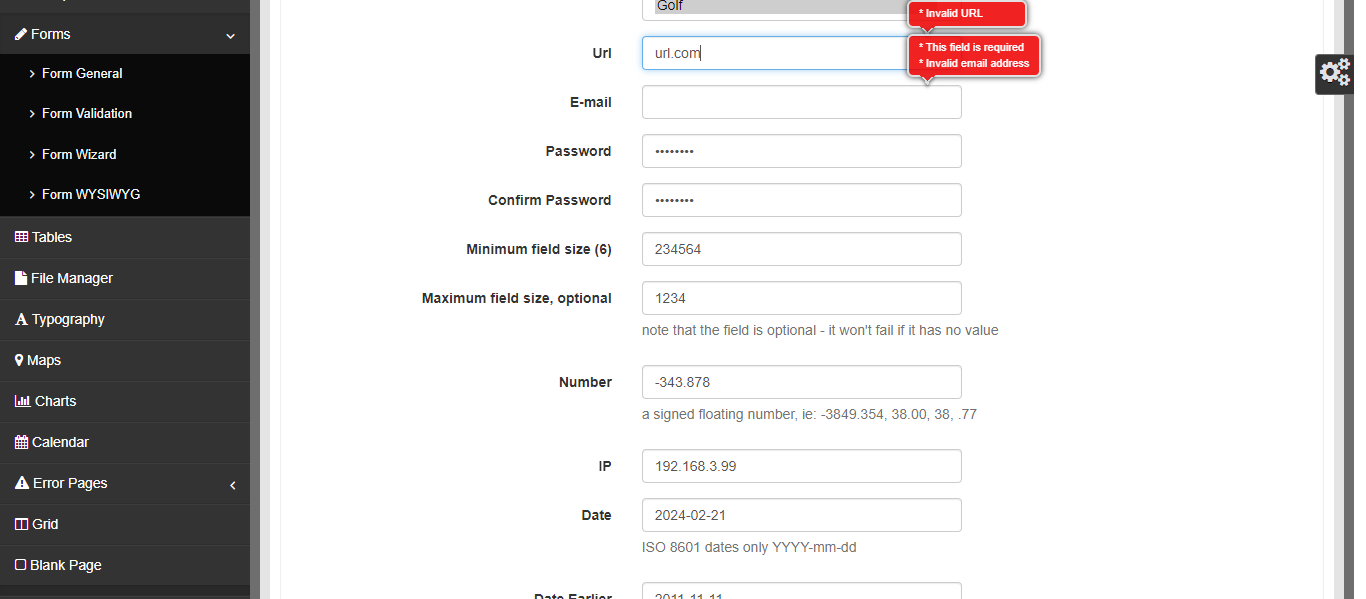 Forms
Form General
Form Validation
Form Wizard
Form WYSIWYG
Tables
File Manager
Typography
Maps
Charts
Calendar
Error Pages
Grid
Blank Page
Golf
* Invalid URL
Url
url.com
* This field is required
* Invalid email address
E-mail
Password
••••••••
Confirm Password
••••••••
Minimum field size (6)
234564
Maximum field size, optional
1234
note that the field is optional - it won't fail if it has no value
Number
-343.878
a signed floating number, ie: -3849.354, 38.00, 38, .77
IP
192.168.3.99
Date
2024-02-21
ISO 8601 dates only YYYY-mm-dd
Date Earlier
2011-11-11